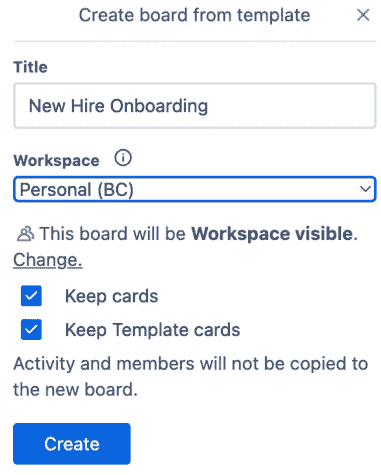 Create board from template
Title
New Hire Onboarding
Workspace
Personal (BC)
This board will be Workspace visible.
Change.
Keep cards
Keep Template cards
Activity and members will not be copied to
the new board.
Create